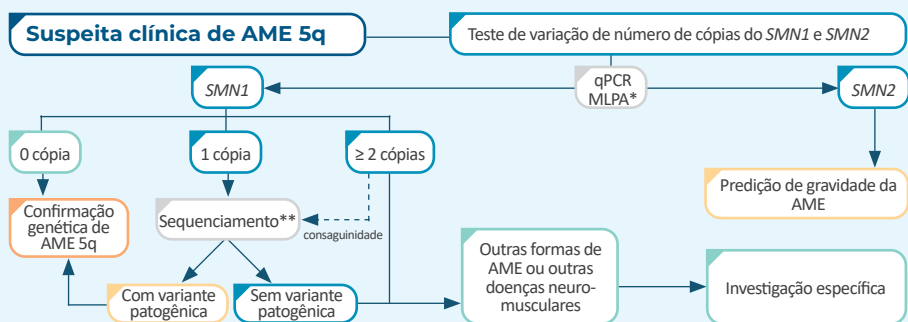 Suspeita clínica de AME 5q
Teste de variação de número de cópias do SMN1 e SMN2
SMN1
qPCR
MLPA*
SMN2
0 cópia
1 cópia
≥ 2 cópias
Confirmação
genética de
AME 5q
Sequenciamento**
consaguinidade
Predição de gravidade da
AME
Com variante
patogênica
Sem variante
patogênica
Outras formas de
AME ou outras
doenças neuro-
musculares
Investigação específica